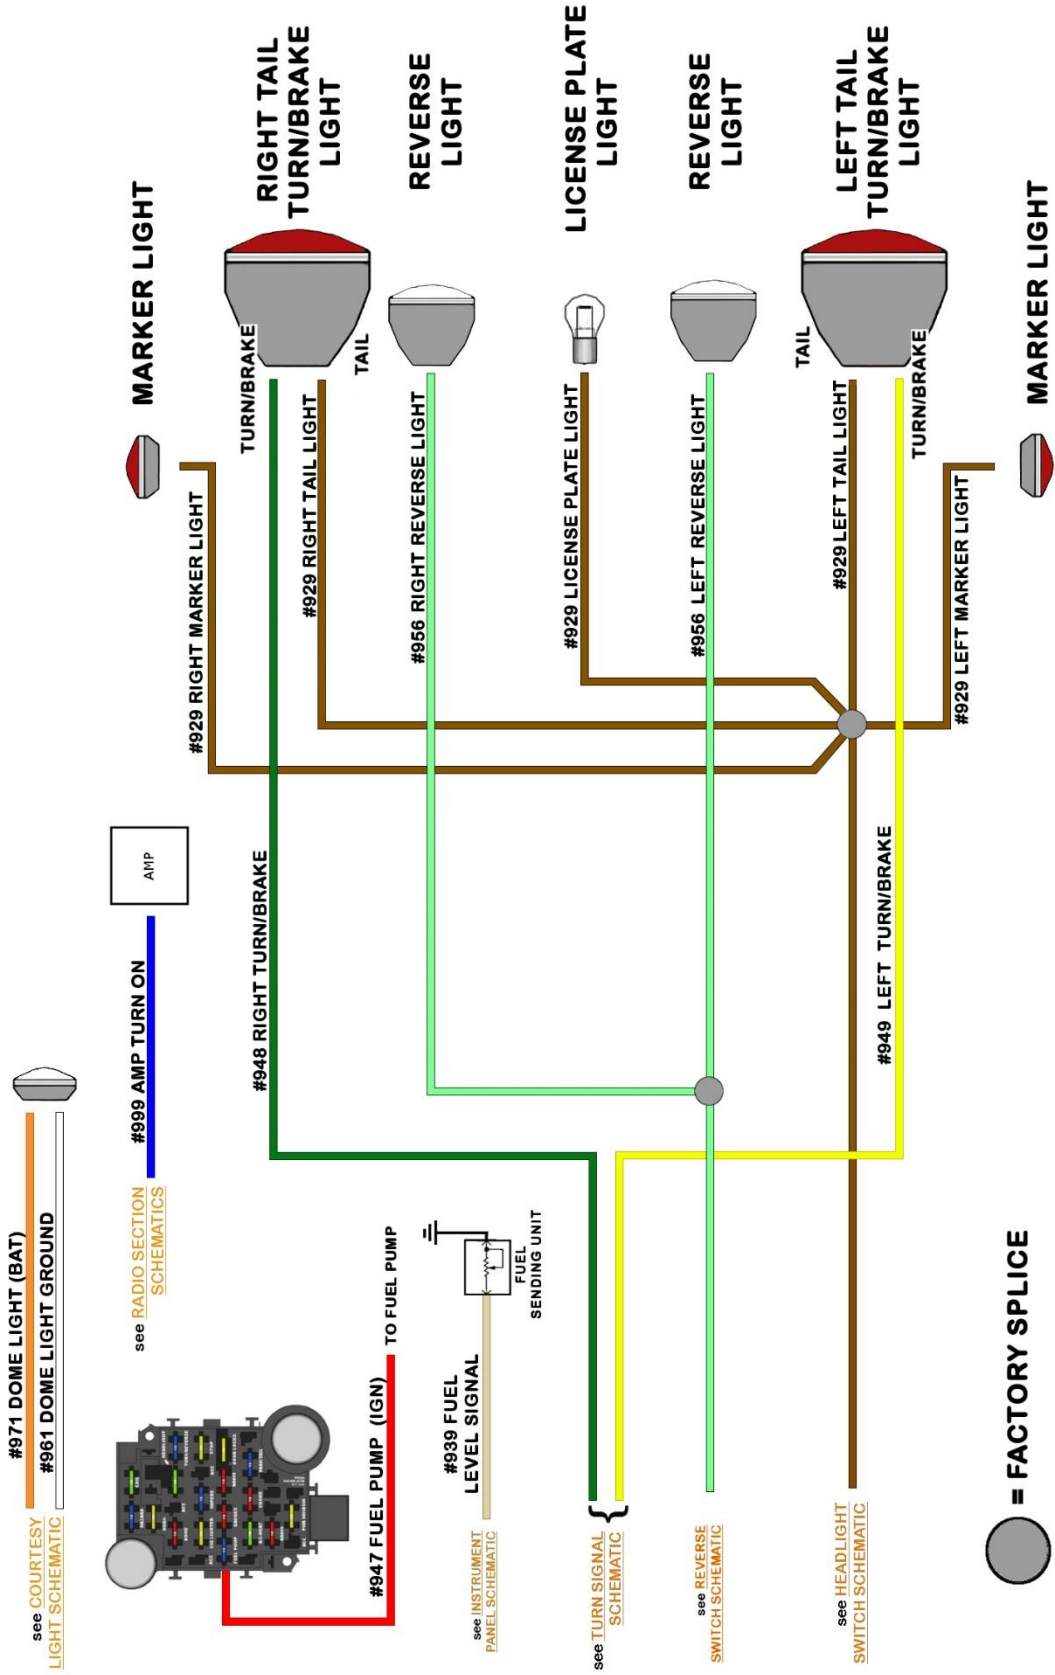 MARKER LIGHT
RIGHT TAIL
TURN/BRAKE
LIGHT
REVERSE
LIGHT
LICENSE PLATE
LIGHT
REVERSE
LIGHT
LEFT TAIL
TURN/BRAKE
LIGHT
MARKER LIGHT
TURN/BRAKE
TAIL
TAIL
TURN/BRAKE
#929 RIGHT MARKER LIGHT
#929 RIGHT TAIL LIGHT
#956 RIGHT REVERSE LIGHT
#929 LICENSE PLATE LIGHT
#956 LEFT REVERSE LIGHT
#929 LEFT TAIL LIGHT
#929 LEFT MARKER LIGHT
AMP
#999 AMP TURN ON
see RADIO SECTION
SCHEMATICS
#948 RIGHT TURN/BRAKE
#949 LEFT TURN/BRAKE
#971 DOME LIGHT (BAT)
#961 DOME LIGHT GROUND
see COURTESY
LIGHT SCHEMATIC
#947 FUEL PUMP (IGN)
TO FUEL PUMP
FUEL
SENDING UNIT
#939 FUEL
LEVEL SIGNAL
see INSTRUMENT
PANEL SCHEMATIC
see TURN SIGNAL
SCHEMATIC
see REVERSE
SWITCH SCHEMATIC
see HEADLIGHT
SWITCH SCHEMATIC
= FACTORY SPLICE